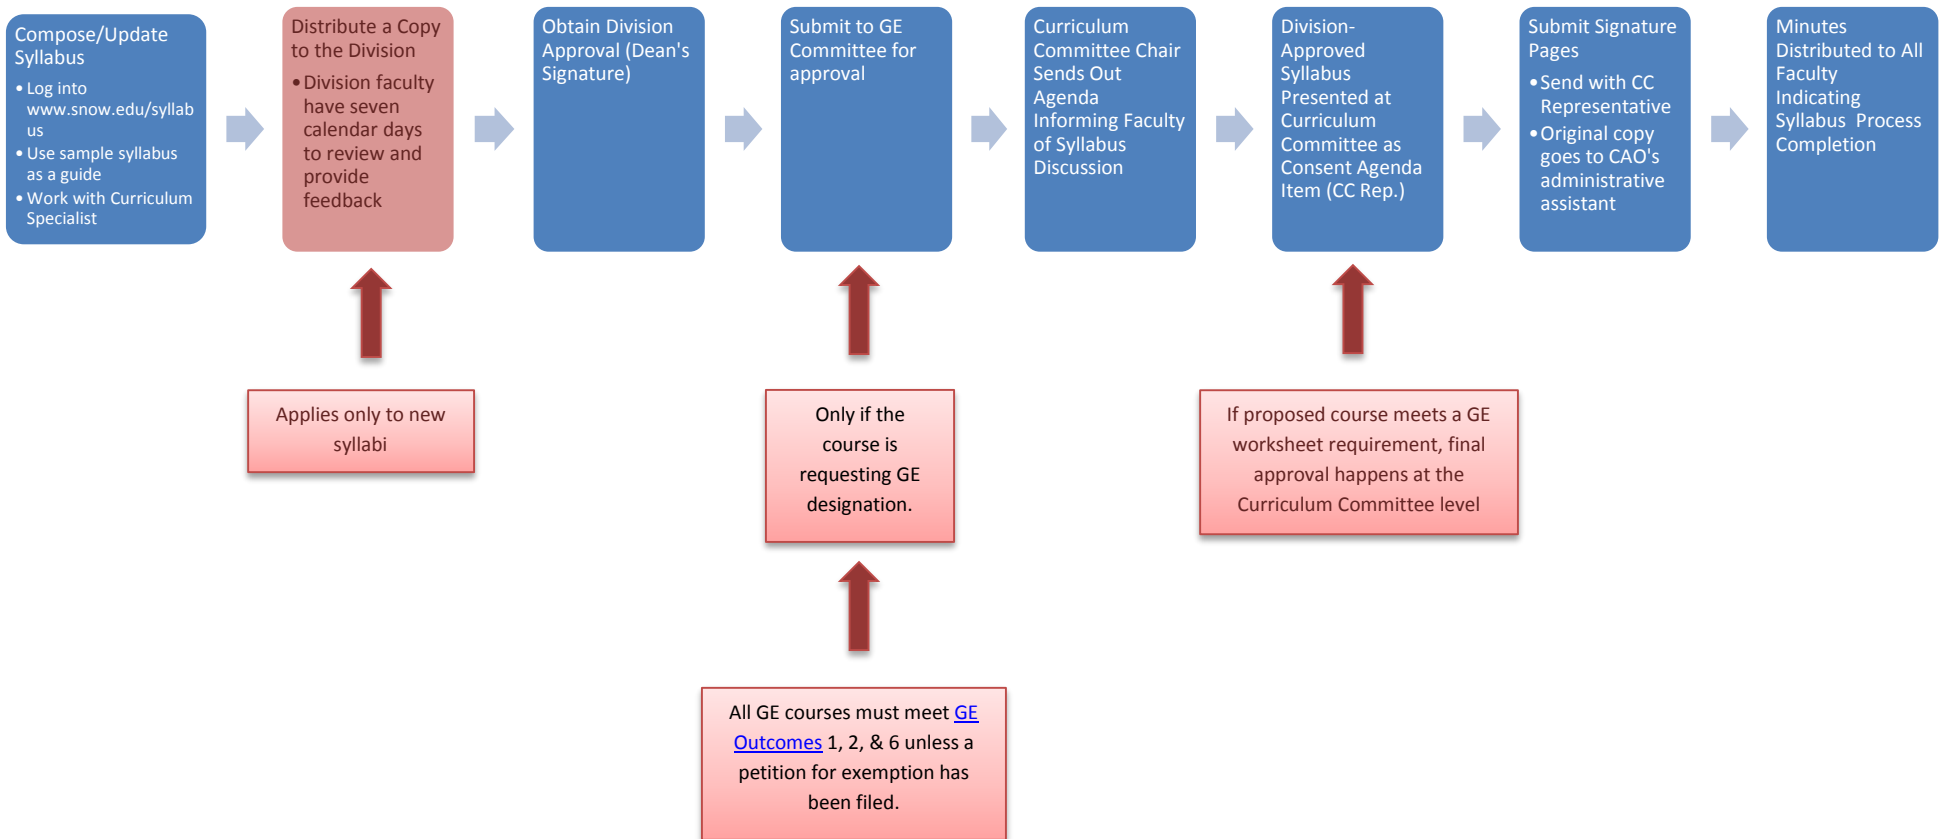 Compose/Update
Syllabus
• Log into
www.snow.edu/syllab
us
• Use sample syllabus
as a guide
• Work with Curriculum
Specialist
Distribute a Copy
to the Division
• Division faculty
have seven
calendar days
to review and
provide
feedback
Obtain Division
Approval (Dean's
Signature)
Submit to GE
Committee for
approval
Curriculum
Committee Chair
Sends Out
Agenda
Informing Faculty
of Syllabus
Discussion
Division-
Approved
Syllabus
Presented at
Curriculum
Committee as
Consent Agenda
Item (CC Rep.)
Submit Signature
Pages
• Send with CC
Representative
• Original copy
goes to CAO's
administrative
assistant
Minutes
Distributed to All
Faculty
Indicating
Syllabus Process
Completion
Applies only to new
syllabi
Only if the
course is
requesting GE
designation.
If proposed course meets a GE
worksheet requirement, final
approval happens at the
Curriculum Committee level
All GE courses must meet GE
Outcomes 1, 2, & 6 unless a
petition for exemption has
been filed.